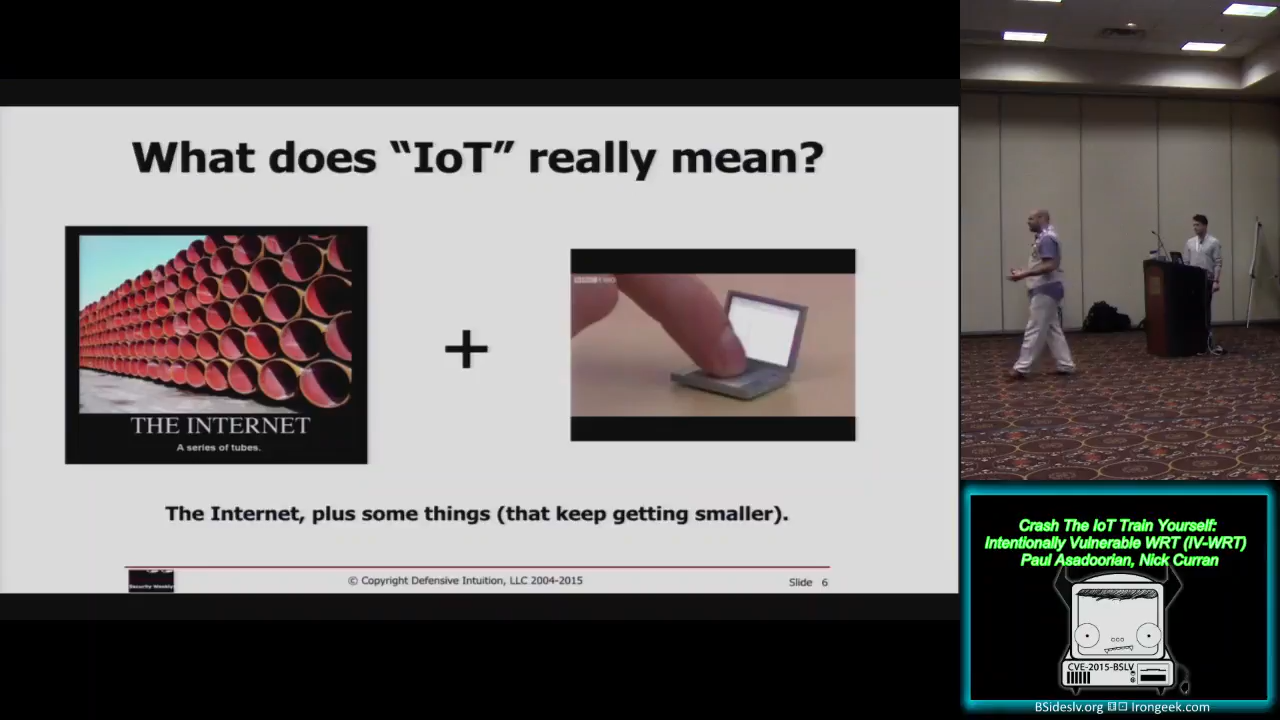 What does “IoT” really mean?
THE INTERNET
A series of tubes.
+
The Internet, plus some things (that keep getting smaller).
Security Weekly
© Copyright Defensive Intuition, LLC 2004-2015
Slide 6
Crash The IoT Train Yourself:
Intentionally Vulnerable WRT (IV-WRT)
Paul Asadoorian, Nick Curran
CVE-2015-BSLV
BSideslv.org
Irongeek.com